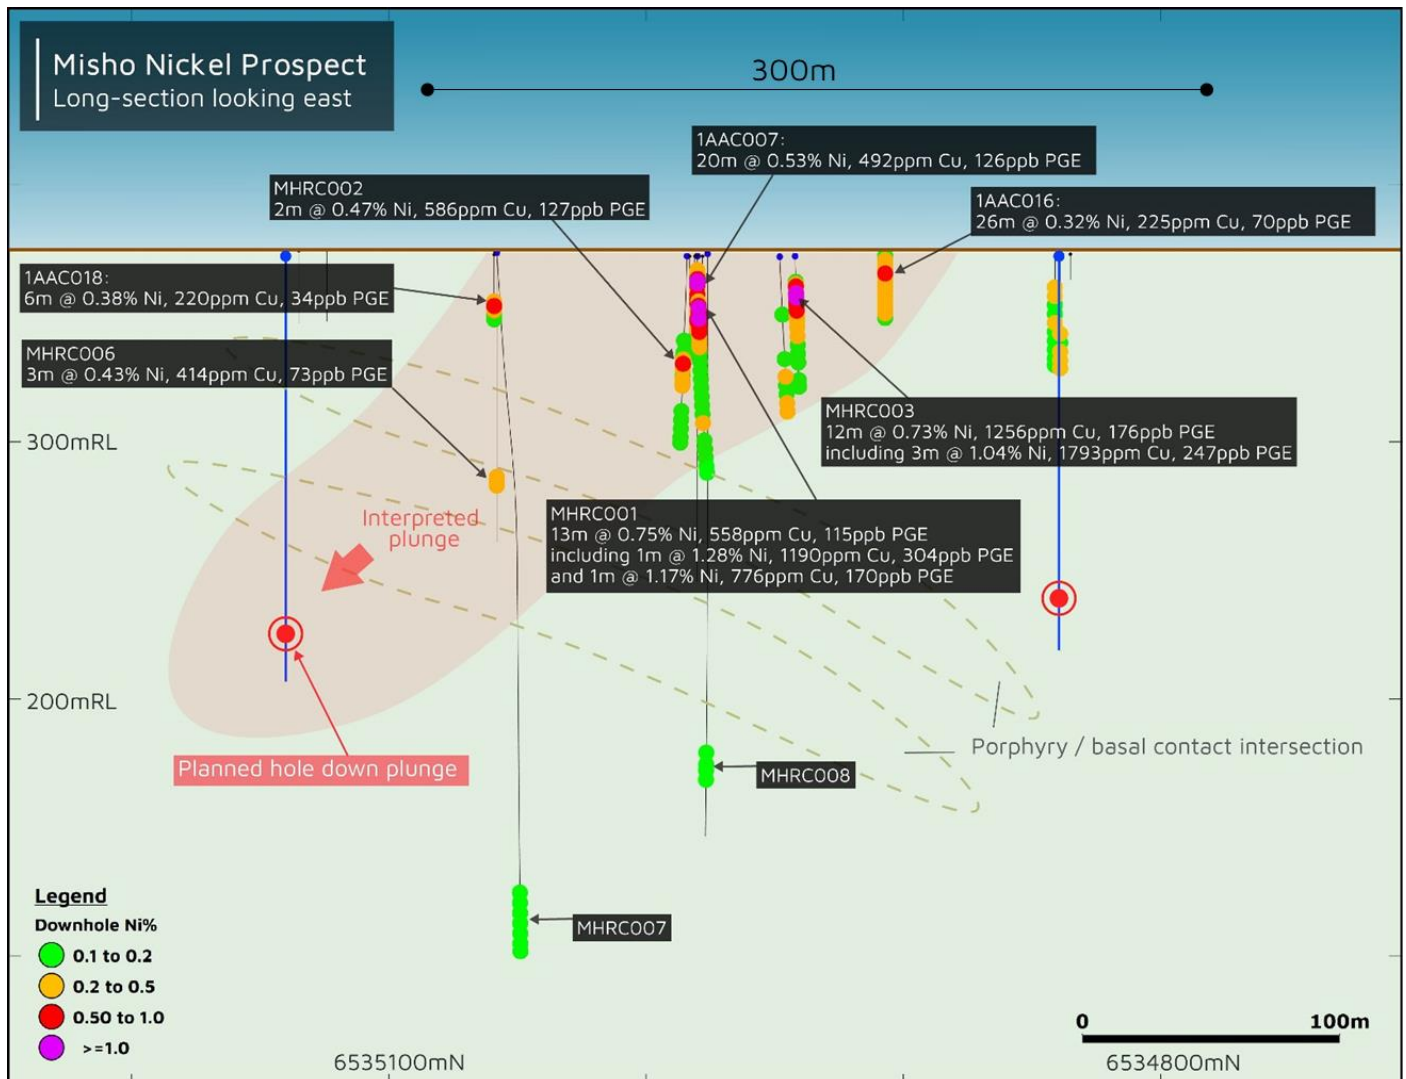 Misho Nickel Prospect
Long-section looking east
300m
1AAC007:
20m @ 0.53% Ni, 492ppm Cu, 126ppb PGE
MHRC002
2m @ 0.47% Ni, 586ppm Cu, 127ppb PGE
1AAC016:
26m @ 0.32% Ni, 225ppm Cu, 70ppb PGE
1AAC018:
6m @ 0.38% Ni, 220ppm Cu, 34ppb PGE
MHRC006
3m @ 0.43% Ni, 414ppm Cu, 73ppb PGE
MHRC003
12m @ 0.73% Ni, 1256ppm Cu, 176ppb PGE
including 3m @ 1.04% Ni, 1793ppm Cu, 247ppb PGE
300mRL
MHRC001
13m @ 0.75% Ni, 558ppm Cu, 115ppb PGE
including 1m @ 1.28% Ni, 1190ppm Cu, 304ppb PGE
and 1m @ 1.17% Ni, 776ppm Cu, 170ppb PGE
Interpreted
plunge
200mRL
Porphyry / basal contact intersection
Planned hole down plunge
MHRC008
MHRC007
Legend
Downhole Ni%
0.1 to 0.2
0.2 to 0.5
0.50 to 1.0
>=1.0
0 100m
6535100mN
6534800mN